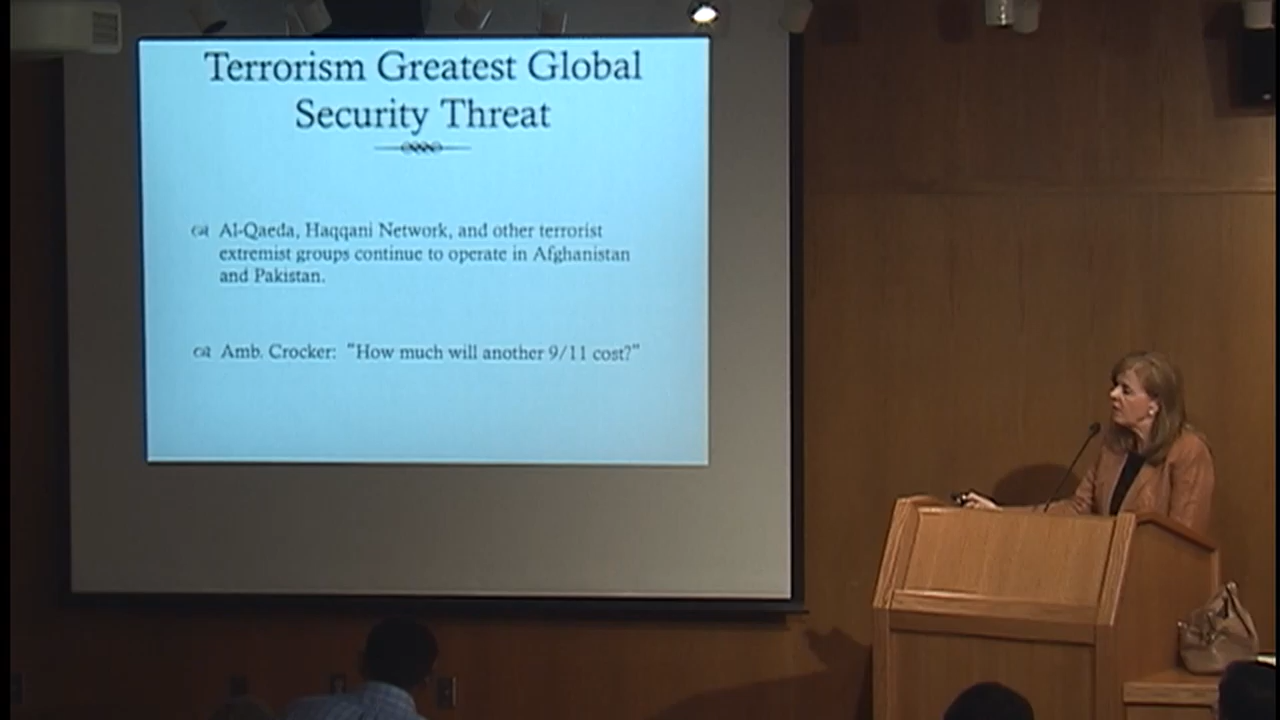 Terrorism Greatest Global
Security Threat
Al-Qaeda, Haqqani Network, and other terrorist
extremist groups continue to operate in Afghanistan
and Pakistan.
Amb. Crocker: "How much will another 9/11 cost?"